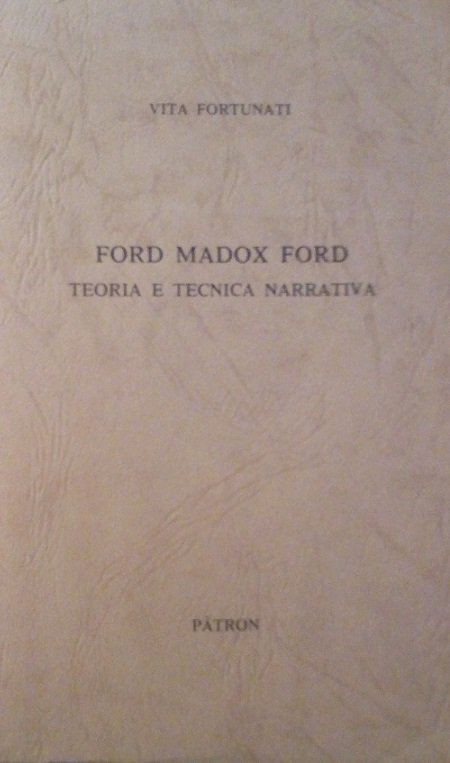 VITA FORTUNATI
FORD MADOX FORD
TEORIA E TECNICA NARRATIVA
PÀTRON